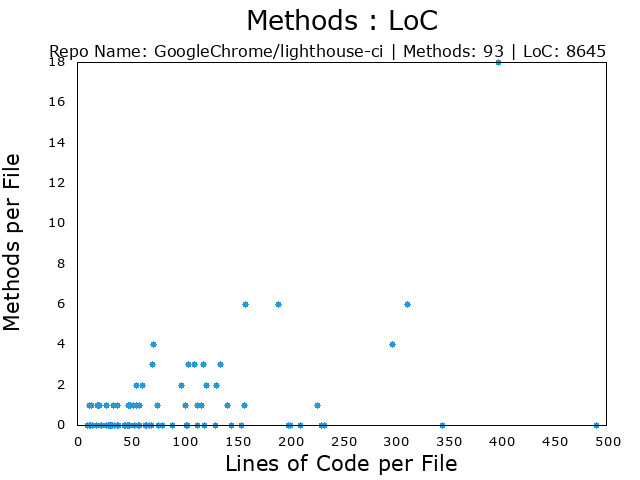 Methods : LoC
Repo Name: GoogleChrome/lighthouse-ci | Methods: 93 | LoC: 8645
18
16
14
12
10
8
6
4
2
0
Methods per File
0 50 100 150 200 250 300 350 400 450 500
Lines of Code per File